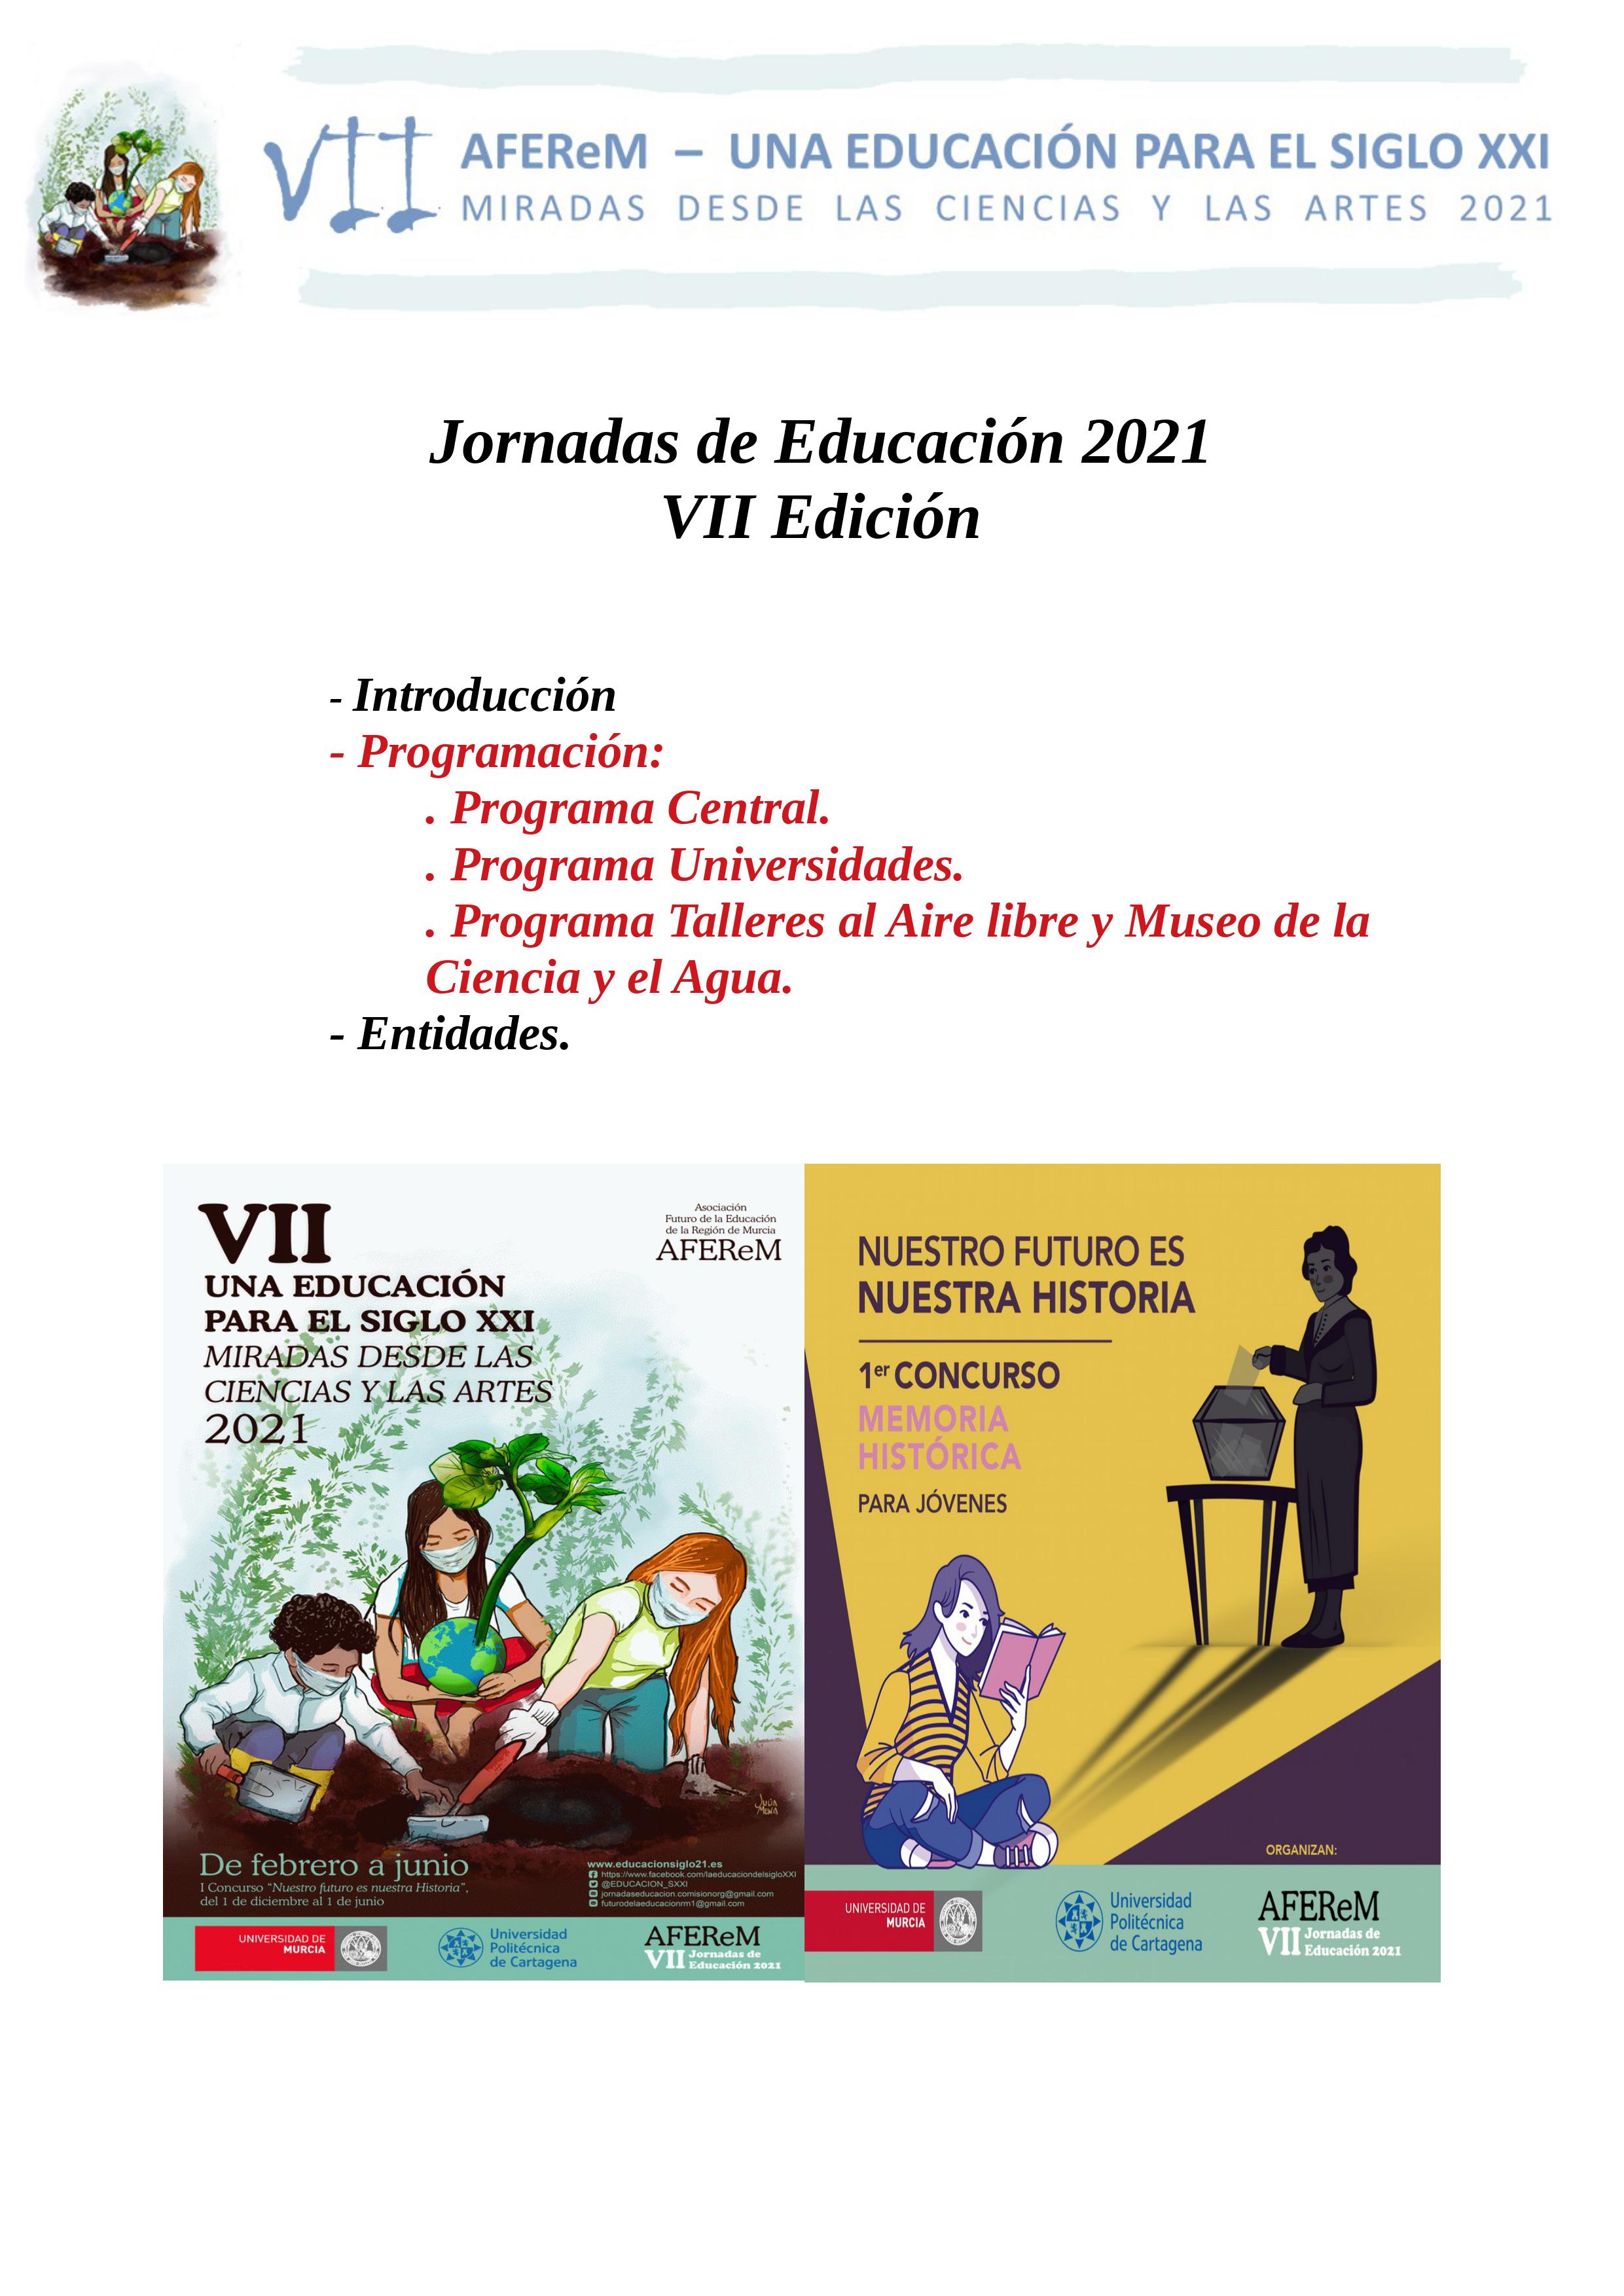 VII
AFEReM – UNA EDUCACIÓN PARA EL SIGLO XXI
MIRADAS DESDE LAS CIENCIAS Y LAS ARTES 2021
Jornadas de Educación 2021
VII Edición
- Introducción
- Programación:
. Programa Central.
. Programa Universidades.
. Programa Talleres al Aire libre y Museo de la
Ciencia y el Agua.
- Entidades.
VII
UNA EDUCACIÓN
PARA EL SIGLO XXI
MIRADAS DESDE LAS
CIENCIAS Y LAS ARTES
2021
Asociación
Futuro de la Educación
de la Región de Murcia
AFEReM
Julia
Mena
De febrero a junio
I Concurso “Nuestro futuro es nuestra Historia”,
del 1 de diciembre al 1 de junio
www.educacionsiglo21.es
https://www.facebook.com/laeducaciondelsigloXXI
@EDUCACION_SXXI
jornadaseducacion.comisionorg@gmail.com
futurodelaeducacionrm1@gmail.com
UNIVERSIDAD DE
MURCIA
Universidad
Politécnica
de Cartagena
AFEReM
VII Jornadas de
Educación 2021
NUESTRO FUTURO ES
NUESTRA HISTORIA
1er CONCURSO
MEMORIA
HISTÓRICA
PARA JÓVENES
ORGANIZAN:
UNIVERSIDAD DE
MURCIA
Universidad
Politécnica
de Cartagena
AFEReM
VII Jornadas de
Educación 2021